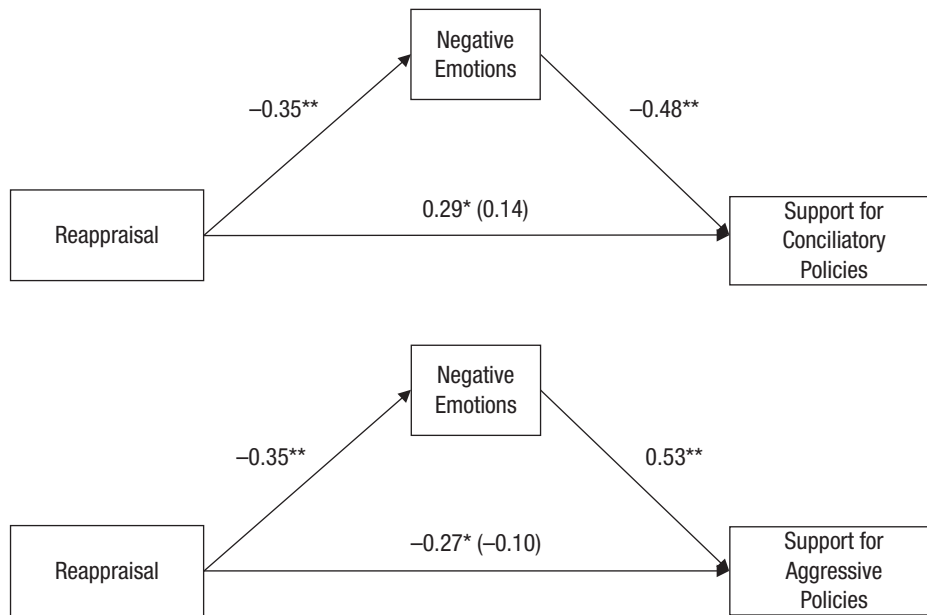 Negative
Emotions
–0.35**
–0.48**
Reappraisal
0.29* (0.14)
Support for
Conciliatory
Policies
Negative
Emotions
–0.35**
0.53**
Reappraisal
–0.27* (–0.10)
Support for
Aggressive
Policies